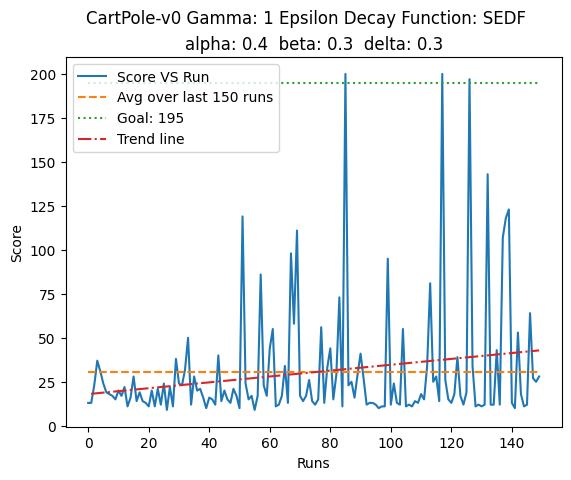 CartPole-v0 Gamma: 1 Epsilon Decay Function: SEDF
alpha: 0.4 beta: 0.3 delta: 0.3
Score VS Run
Avg over last 150 runs
Goal: 195
Trend line
200
175
150
125
100
75
50
25
0
Score
0 20 40 60 80 100 120 140
Runs